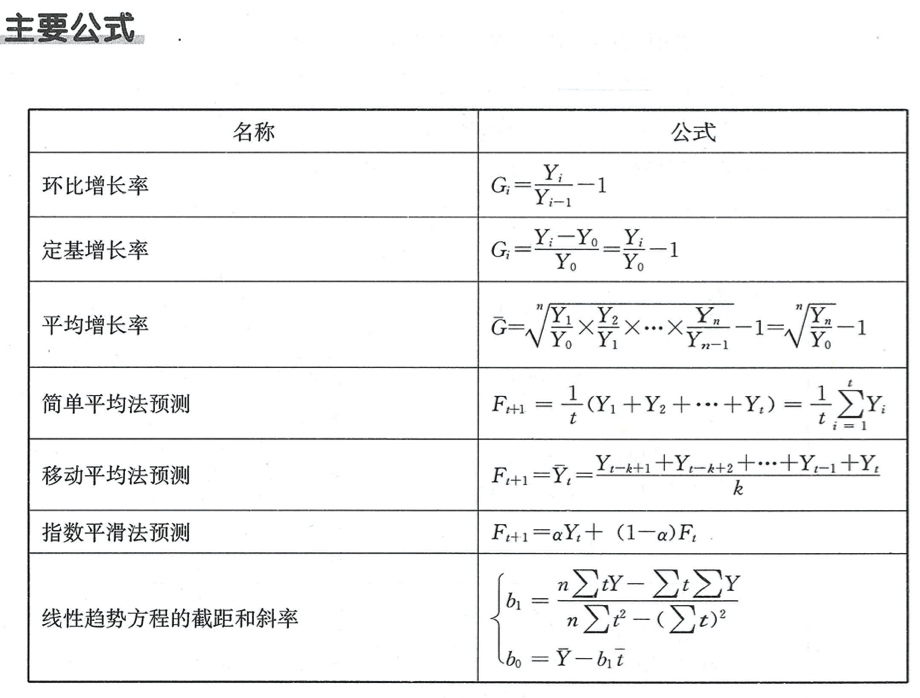 主要公式
名称 公式
环比增长率 $G_i=\frac{Y_i}{Y_{i-1}}-1$
定基增长率 $G_i=\frac{Y_i-Y_0}{Y_0}=\frac{Y_i}{Y_0}-1$
平均增长率 $\bar{G}=\sqrt[n]{\frac{Y_1}{Y_0}\times\frac{Y_2}{Y_1}\times\cdots\times\frac{Y_n}{Y_{n-1}}}-1=\sqrt[n]{\frac{Y_n}{Y_0}}-1$
简单平均法预测 $F_{t+1}=\frac{1}{t}(Y_1+Y_2+\cdots+Y_t)=\frac{1}{t}\sum_{i=1}^{t}Y_i$
移动平均法预测 $F_{t+1}=\bar{Y}_t=\frac{Y_{t-k+1}+Y_{t-k+2}+\cdots+Y_{t-1}+Y_t}{k}$
指数平滑法预测 $F_{t+1}=\alpha Y_t+(1-\alpha)F_t$
线性趋势方程的截距和斜率 $\begin{cases}b_1=\frac{n\sum tY-\sum t\sum Y}{n\sum t^2-(\sum t)^2}\\b_0=\bar{Y}-b_1\bar{t}\end{cases}$